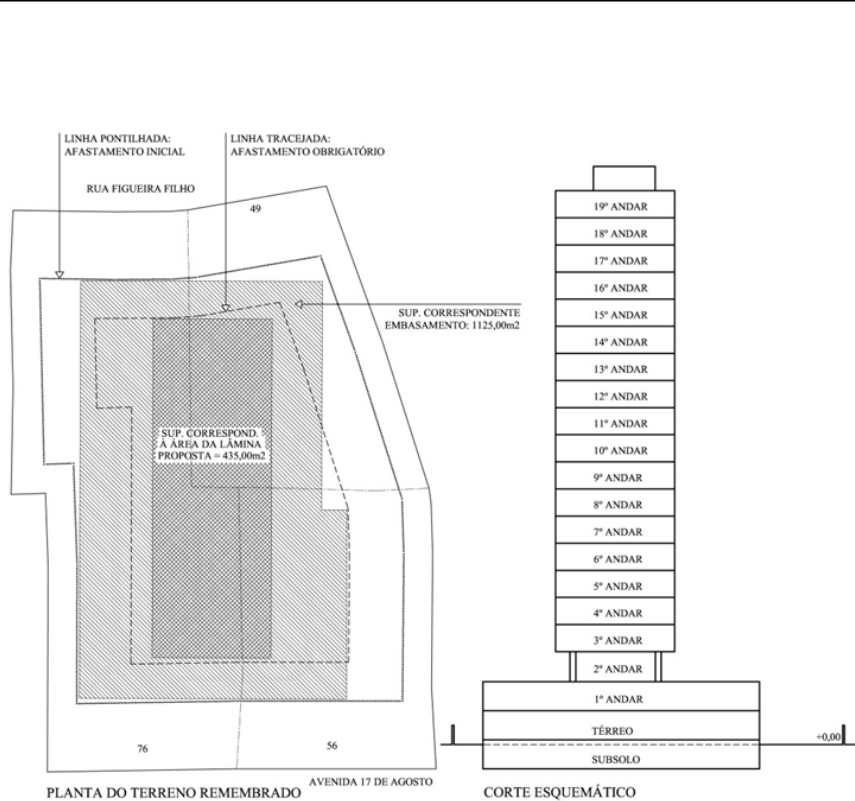 LINHA PONTILHADA:
AFASTAMENTO INICIAL
LINHA TRACEJADA:
AFASTAMENTO OBRIGATÓRIO
RUA FIGUEIRA FILHO
49
SUP. CORRESPONDENTE
EMBASAMENTO: 1125,00m2
SUP. CORRESPOND.
À ÁREA DA LÂMINA
PROPOSTA = 435,00m2
76
56
AVENIDA 17 DE AGOSTO
PLANTA DO TERRENO REMEMBRADO
19º ANDAR
18º ANDAR
17º ANDAR
16º ANDAR
15º ANDAR
14º ANDAR
13º ANDAR
12º ANDAR
11º ANDAR
10º ANDAR
9º ANDAR
8º ANDAR
7º ANDAR
6º ANDAR
5º ANDAR
4º ANDAR
3º ANDAR
2º ANDAR
1º ANDAR
TÉRREO
+0,00
SUBSOLO
CORTE ESQUEMÁTICO